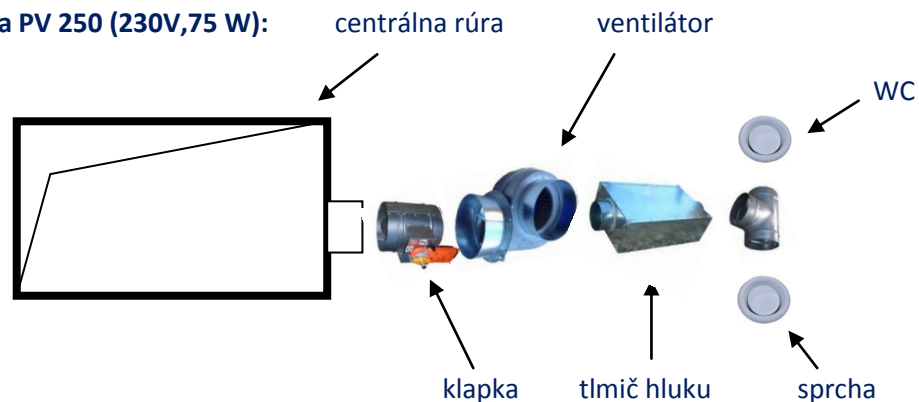 a PV 250 (230V,75 W): centrálna rúra ventilátor
WC
klapka tlmič hluku sprcha